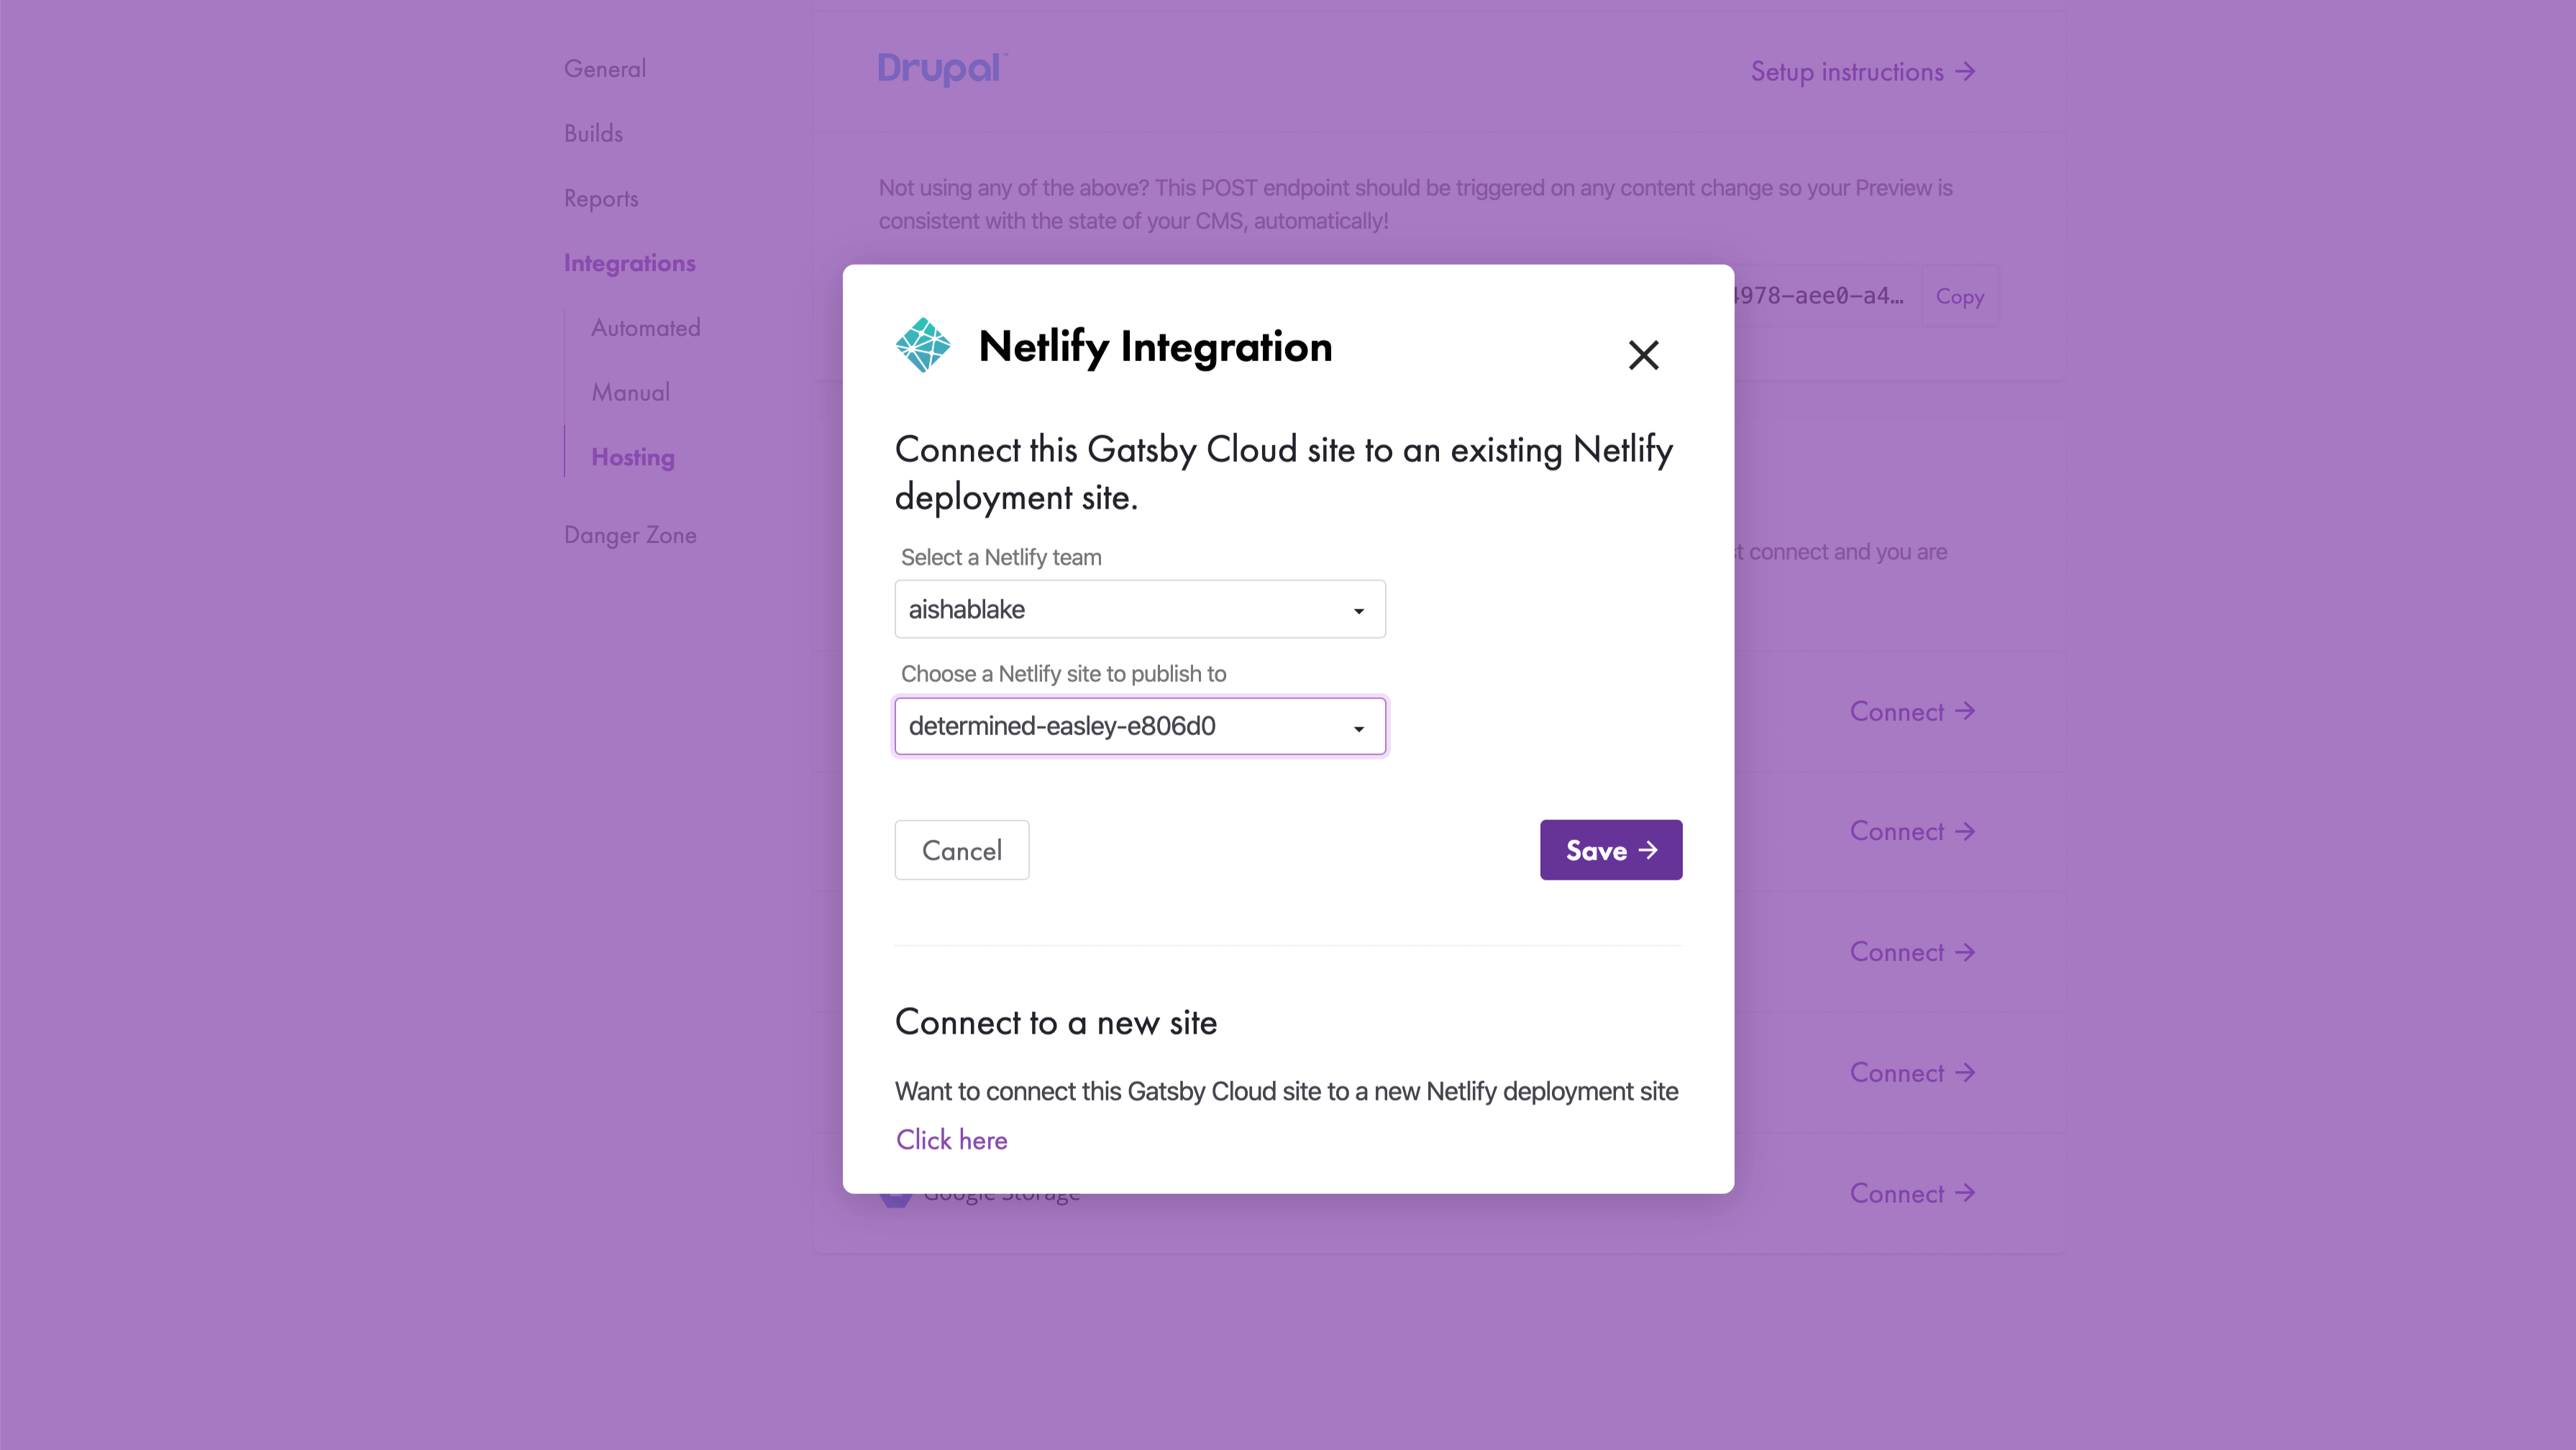 General
Builds
Reports
Integrations
Automated
Manual
Hosting
Danger Zone
Drupal™
Setup instructions →
Not using any of the above? This POST endpoint should be triggered on any content change so your Preview is
consistent with the state of your CMS, automatically!
978-aee0-a4... Copy
Netlify Integration
Connect this Gatsby Cloud site to an existing Netlify
deployment site.
Select a Netlify team
aishablake
Choose a Netlify site to publish to
determined-easley-e806d0
Cancel
Save →
Connect to a new site
Want to connect this Gatsby Cloud site to a new Netlify deployment site
Click here
connect and you are
Connect →
Connect →
Connect →
Connect →
Google Storage
Connect →